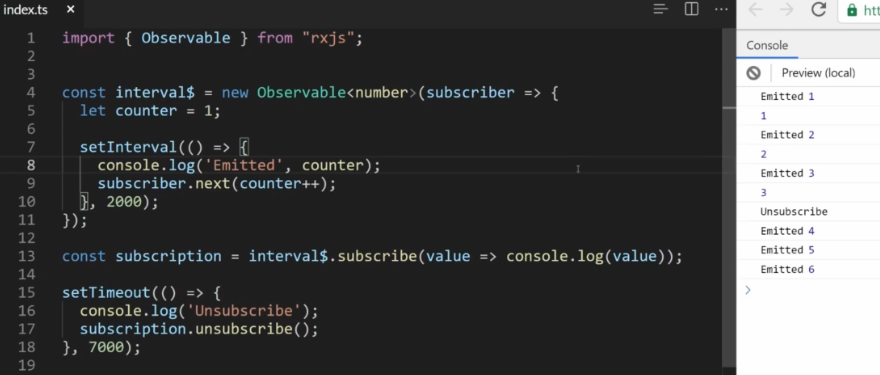 index.ts ×
1 import { Observable } from "rxjs";
2
3
4 const interval$ = new Observable<number>(subscriber => {
5 let counter = 1;
6
7 setInterval(() => {
8 console.log('Emitted', counter);
9 subscriber.next(counter++);
10 }, 2000);
11 });
12
13 const subscription = interval$.subscribe(value => console.log(value));
14
15 setTimeout(() => {
16 console.log('Unsubscribe');
17 subscription.unsubscribe();
18 }, 7000);
19
htt
Console
Preview (local)
Emitted 1
1
Emitted 2
2
Emitted 3
3
Unsubscribe
Emitted 4
Emitted 5
Emitted 6
>